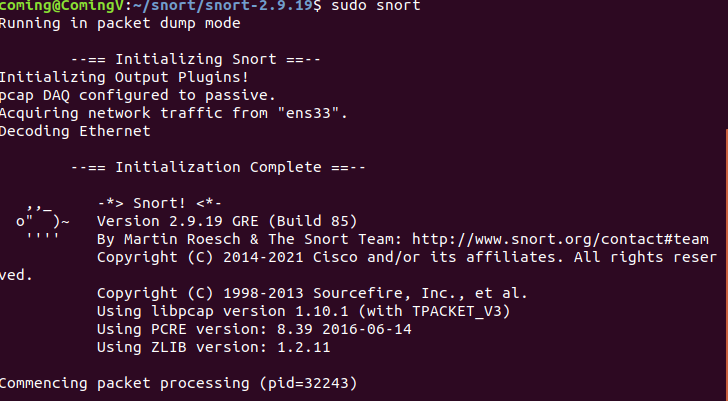 coming@ComingV:~/snort/snort-2.9.19$ sudo snort
Running in packet dump mode
--== Initializing Snort ==--
Initializing Output Plugins!
pcap DAQ configured to passive.
Acquiring network traffic from "ens33".
Decoding Ethernet
--== Initialization Complete ==--
,,_     -*> Snort! <*-
o"  )~   Version 2.9.19 GRE (Build 85)
''''    By Martin Roesch & The Snort Team: http://www.snort.org/contact#team
Copyright (C) 2014-2021 Cisco and/or its affiliates. All rights reser
ved.
Copyright (C) 1998-2013 Sourcefire, Inc., et al.
Using libpcap version 1.10.1 (with TPACKET_V3)
Using PCRE version: 8.39 2016-06-14
Using ZLIB version: 1.2.11
Commencing packet processing (pid=32243)